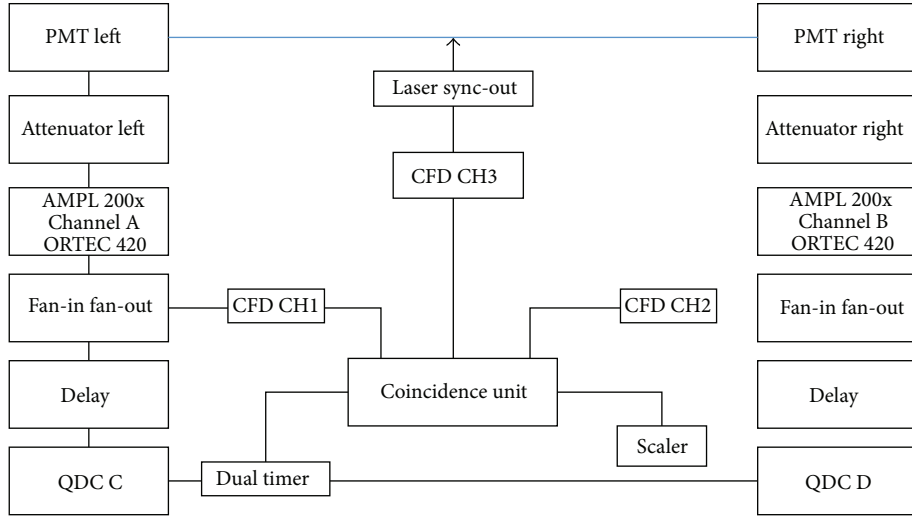 PMT left
PMT right
Laser sync-out
Attenuator left
Attenuator right
CFD CH3
AMPL 200x
Channel A
ORTEC 420
AMPL 200x
Channel B
ORTEC 420
Fan-in fan-out
CFD CH1
CFD CH2
Fan-in fan-out
Delay
Coincidence unit
Delay
Scaler
QDC C
Dual timer
QDC D